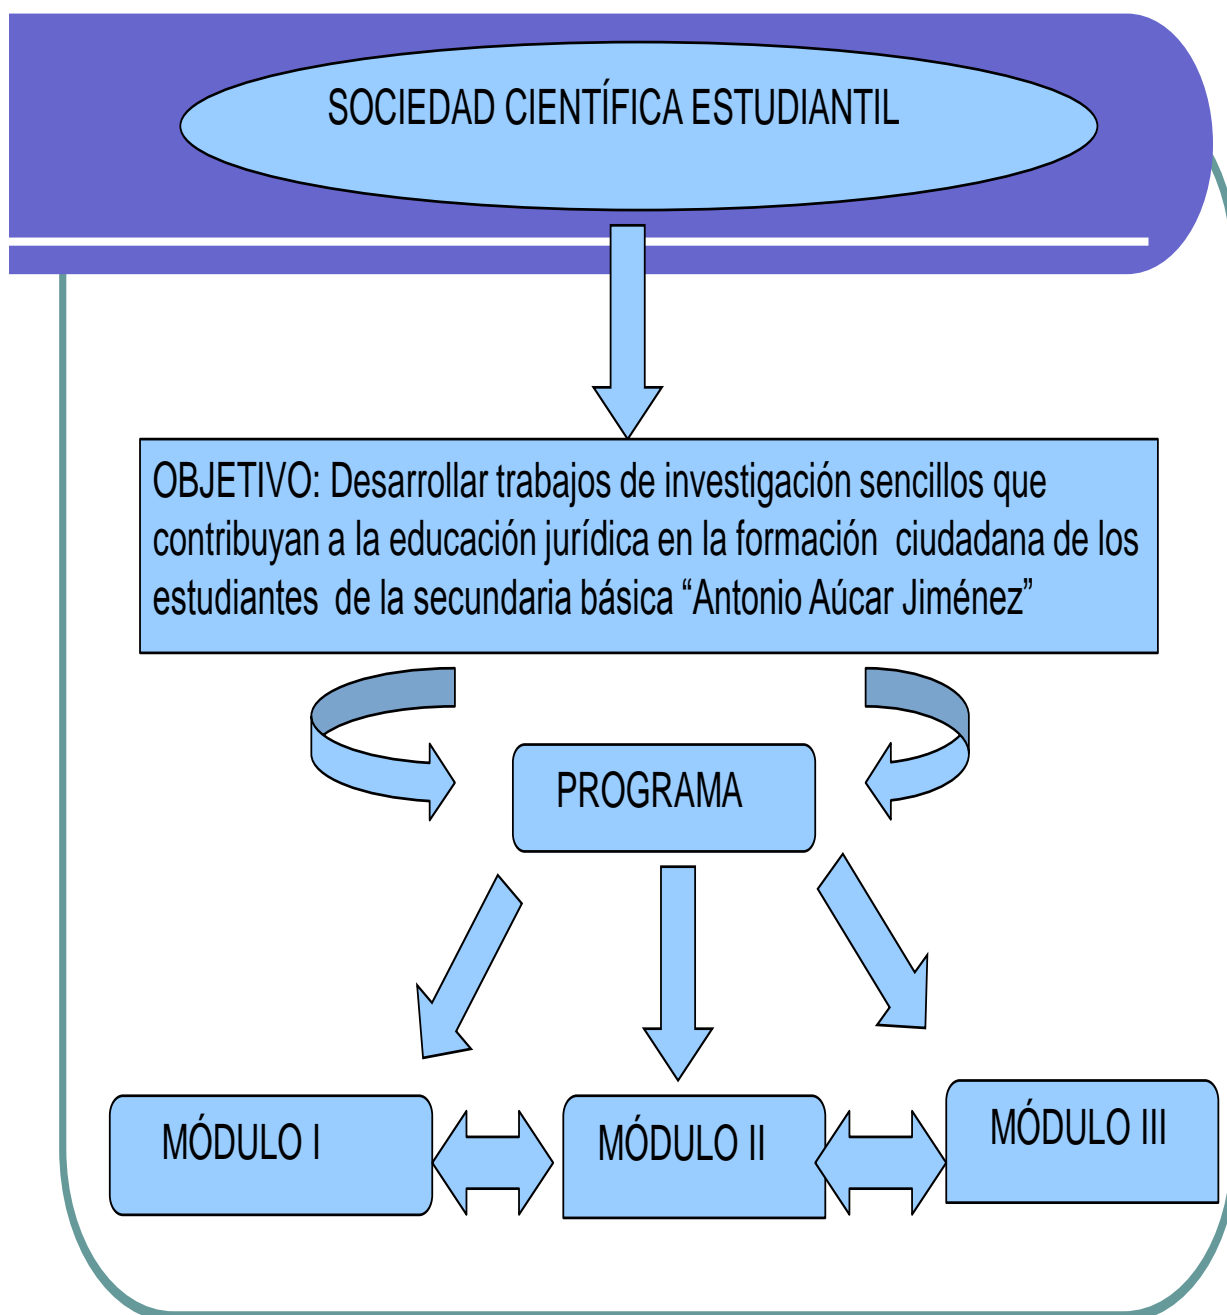 SOCIEDAD CIENTÍFICA ESTUDIANTIL
OBJETIVO: Desarrollar trabajos de investigación sencillos que
contribuyan a la educación jurídica en la formación  ciudadana de los
estudiantes  de la secundaria básica “Antonio Aúcar Jiménez”
PROGRAMA
MÓDULO I
MÓDULO II
MÓDULO III